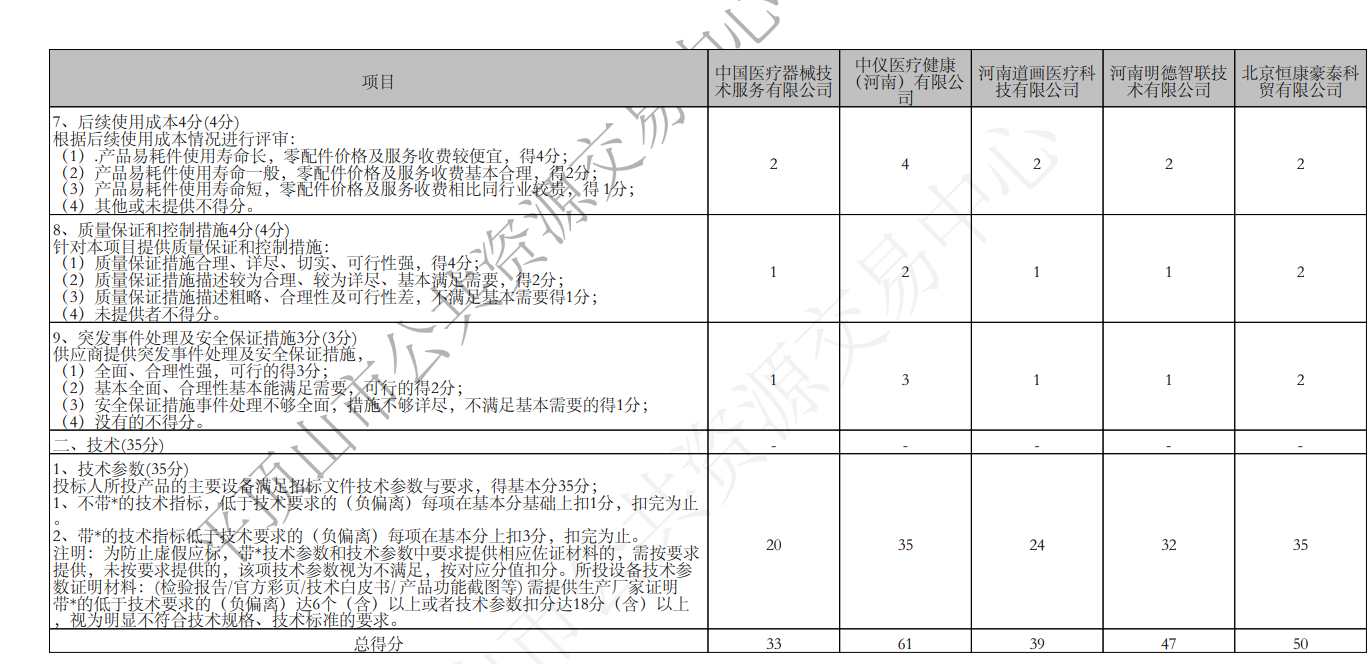 项目
中国医疗器械技
术服务有限公司
中仪医疗健康
（河南）有限公
司
河南道画医疗科
技有限公司
河南明德智联技
术有限公司
北京恒康豪泰科
贸有限公司
7、后续使用成本4分(4分)
根据后续使用成本情况进行评审：
（1）.产品易耗件使用寿命长，零配件价格及服务收费较便宜，得4分；
（2）产品易耗件使用寿命一般，零配件价格及服务收费基本合理，得2分；
（3）产品易耗件使用寿命短，零配件价格及服务收费相比同行业较贵，得 1分；
（4）其他或未提供不得分。
2 4 2 2 2
8、质量保证和控制措施4分(4分)
针对本项目提供质量保证和控制措施：
（1）质量保证措施合理、详尽、切实、可行性强，得4分；
（2）质量保证措施描述较为合理、较为详尽、基本满足需要，得2分；
（3）质量保证措施描述粗略、合理性及可行性差，不满足基本需要得1分；
（4）未提供者不得分。
1 2 1 1 2
9、突发事件处理及安全保证措施3分(3分)
供应商提供突发事件处理及安全保证措施，
（1）全面、合理性强，可行的得3分；
（2）基本全面、合理性基本能满足需要，可行的得2分；
（3）安全保证措施事件处理不够全面，措施不够详尽，不满足基本需要的得1分；
（4）没有的不得分。
1 3 1 1 2
二、技术(35分)
- - - - -
1、技术参数(35分)
投标人所投产品的主要设备满足招标文件技术参数与要求，得基本分35分；
1、不带*的技术指标，低于技术要求的（负偏离）每项在基本分基础上扣1分，扣完为止
。
2、带*的技术指标低于技术要求的（负偏离）每项在基本分上扣3分，扣完为止。
注明：为防止虚假应标，带*技术参数和技术参数中要求提供相应佐证材料的，需按要求
提供，未按要求提供的，该项技术参数视为不满足，按对应分值扣分。所投设备技术参
数证明材料：(检验报告/官方彩页/技术白皮书/ 产品功能截图等) 需提供生产厂家证明
带*的低于技术要求的（负偏离）达6个（含）以上或者技术参数扣分达18分（含）以上
，视为明显不符合技术规格、技术标准的要求。
20 35 24 32 35
总得分 33 61 39 47 50
平顶山市公共资源交易中心
山市公共资源交易中心